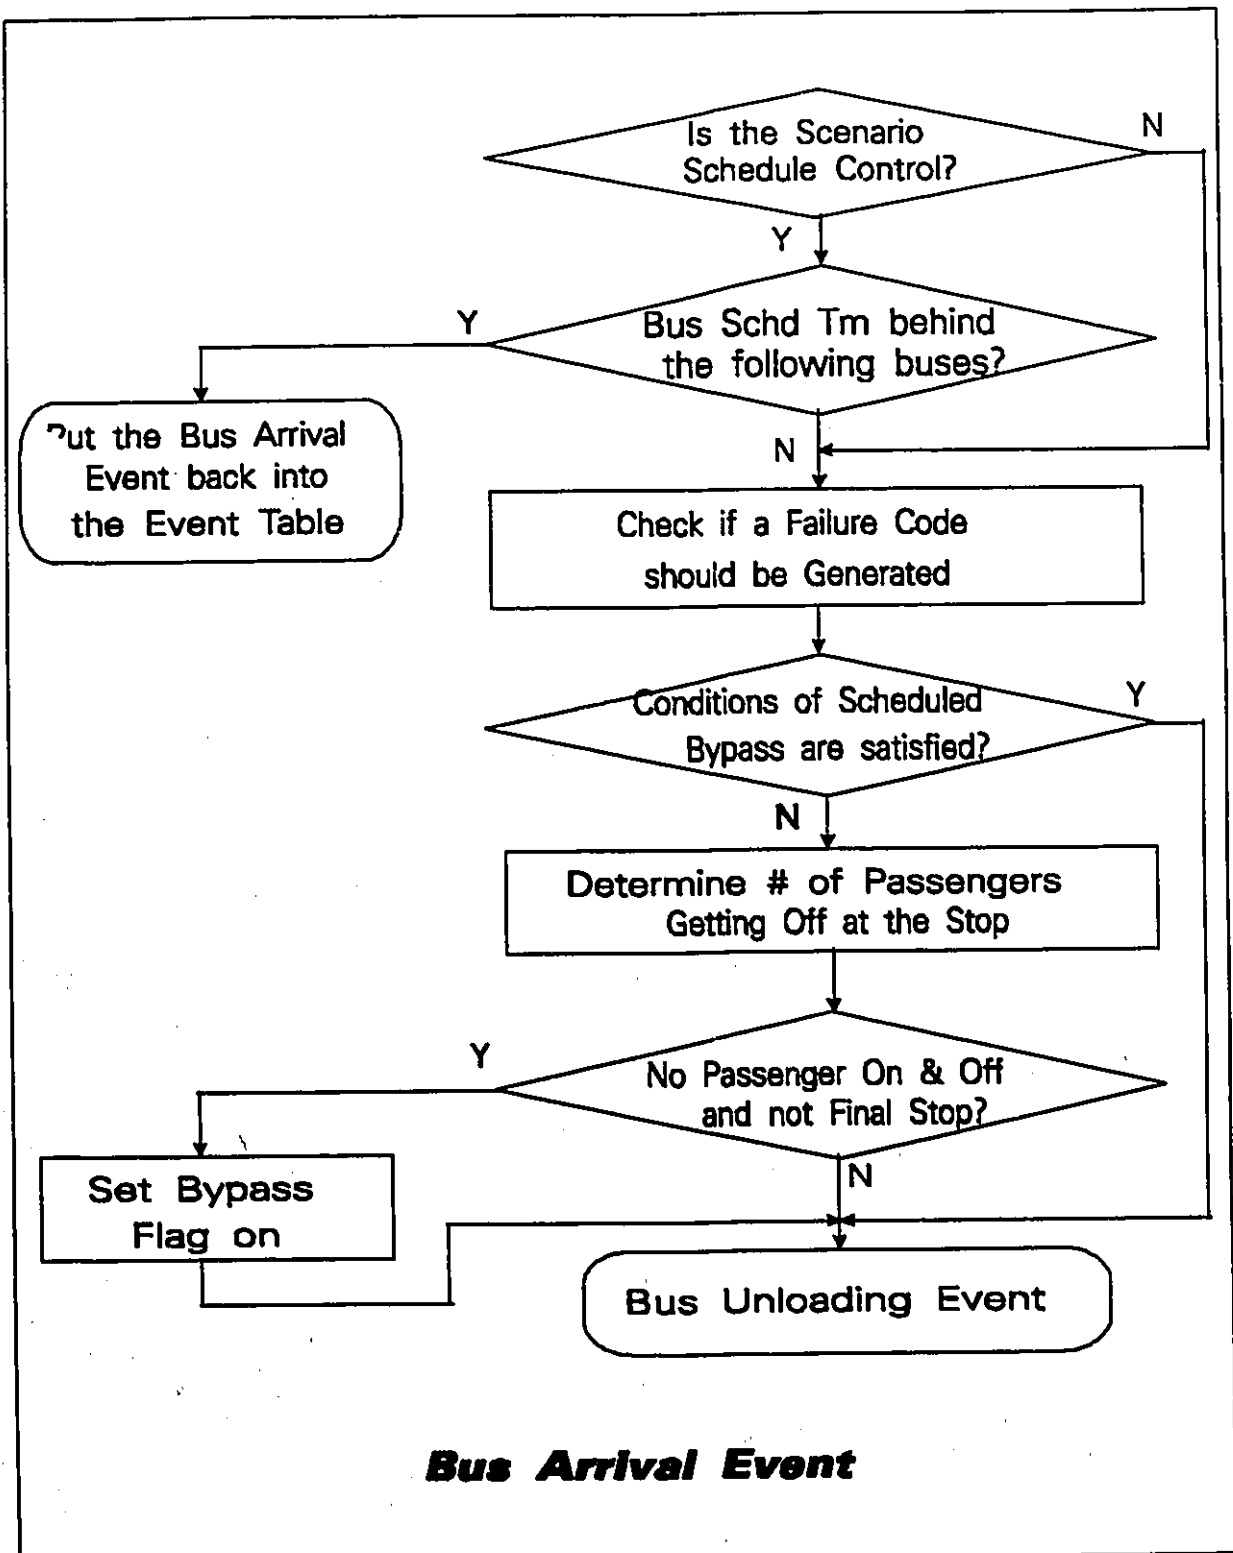 Is the Scenario
Schedule Control?
N
Y
Bus Schd Tm behind
the following buses?
Y
N
Put the Bus Arrival
Event back into
the Event Table
Check if a Failure Code
should be Generated
Conditions of Scheduled
Bypass are satisfied?
Y
N
Determine # of Passengers
Getting Off at the Stop
No Passenger On & Off
and not Final Stop?
Y
N
Set Bypass
Flag on
Bus Unloading Event
Bus Arrival Event